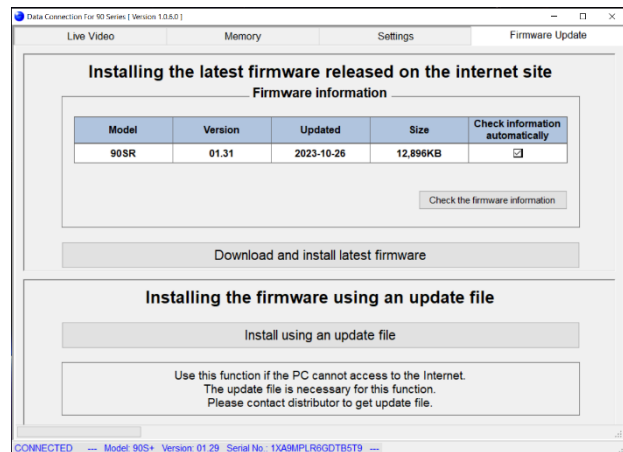 Data Connection For 90 Series [ Version 1.0.6.0 ]
Live Video Memory Settings Firmware Update
Installing the latest firmware released on the internet site
Firmware information
Model Version Updated Size Check information automatically
90SR 01.31 2023-10-26 12,896KB
Check the firmware information
Download and install latest firmware
Installing the firmware using an update file
Install using an update file
Use this function if the PC cannot access to the Internet.
The update file is necessary for this function.
Please contact distributor to get update file.
CONNECTED --- Model: 90S+ Version: 01.29 Serial No.: 1XA9MPLR6GDTB5T9 ---